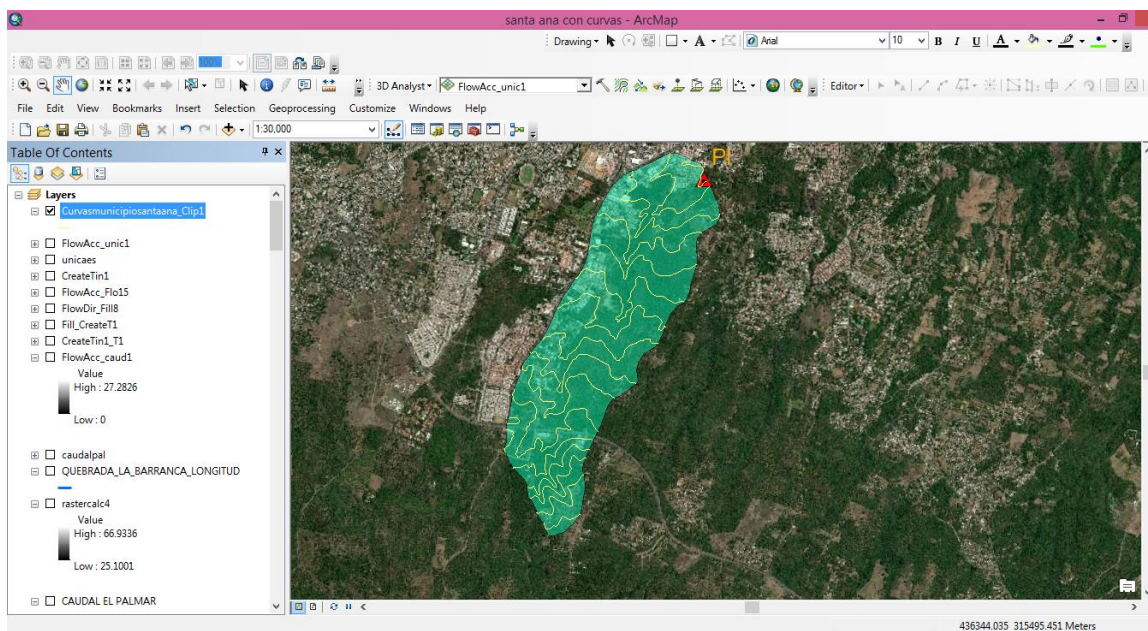 santa ana con curvas - ArcMap
Drawing
A
Arial
10
B I U A
100%
3D Analyst
FlowAcc_unic1
Editor
File Edit View Bookmarks Insert Selection Geoprocessing Customize Windows Help
1:30,000
Table Of Contents
Layers
Curvasmunicipiosantaana_Clip1
FlowAcc_unic1
unicaes
CreateTin1
FlowAcc_Flo15
FlowDir_Fill8
Fill_CreateT1
CreateTin1_T1
FlowAcc_caud1
Value
High : 27.2826
Low : 0
caudalpal
QUEBRADA_LA_BARRANCA_LONGITUD
rastercalc4
Value
High : 66.9336
Low : 25.1001
CAUDAL EL PALMAR
PI
436344.035 315495.451 Meters